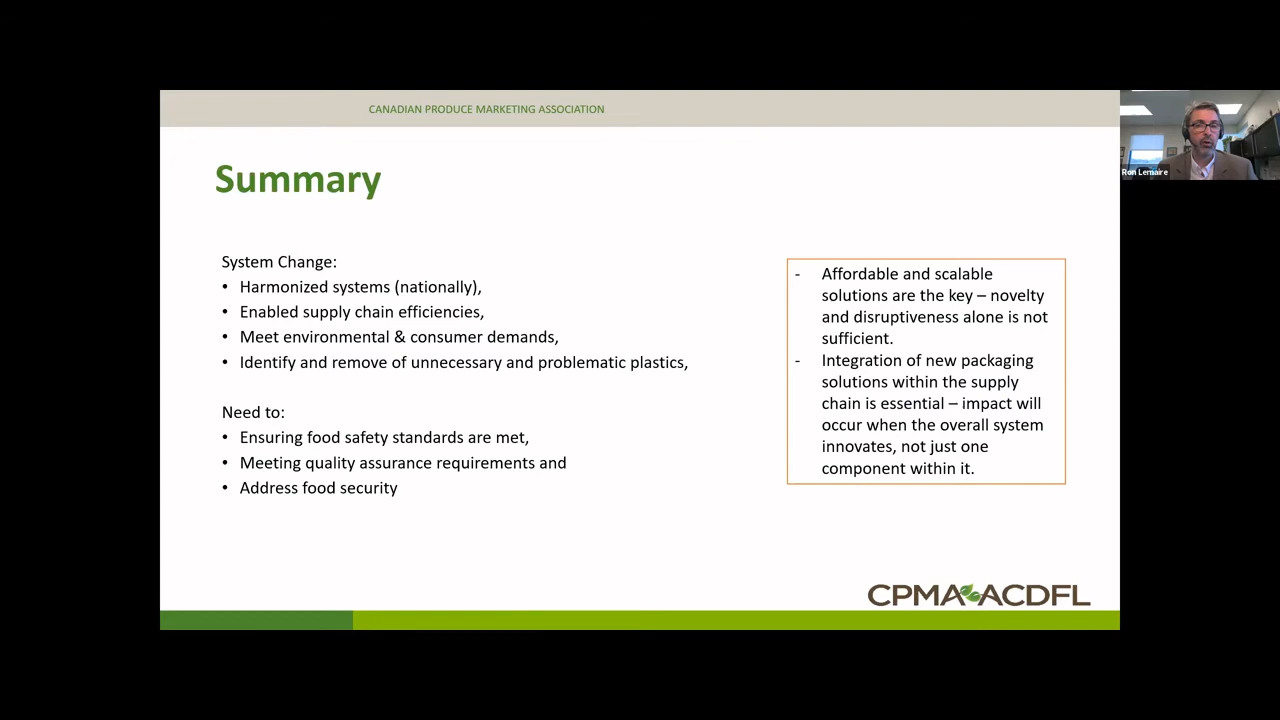 CANADIAN PRODUCE MARKETING ASSOCIATION
Ron Lemaire
Summary
System Change:
• Harmonized systems (nationally),
• Enabled supply chain efficiencies,
• Meet environmental & consumer demands,
• Identify and remove of unnecessary and problematic plastics,
Need to:
• Ensuring food safety standards are met,
• Meeting quality assurance requirements and
• Address food security
- Affordable and scalable
solutions are the key – novelty
and disruptiveness alone is not
sufficient.
- Integration of new packaging
solutions within the supply
chain is essential – impact will
occur when the overall system
innovates, not just one
component within it.
CPMA ACDFL